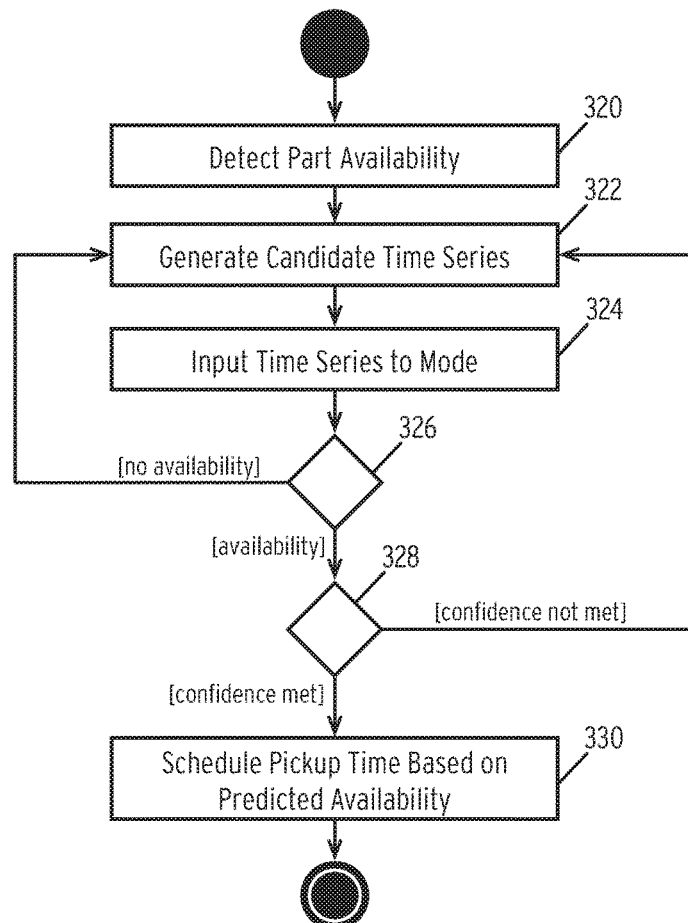 320
Detect Part Availability
322
Generate Candidate Time Series
324
Input Time Series to Mode
326
[no availability]
[availability]
328
[confidence not met]
[confidence met]
330
Schedule Pickup Time Based on
Predicted Availability